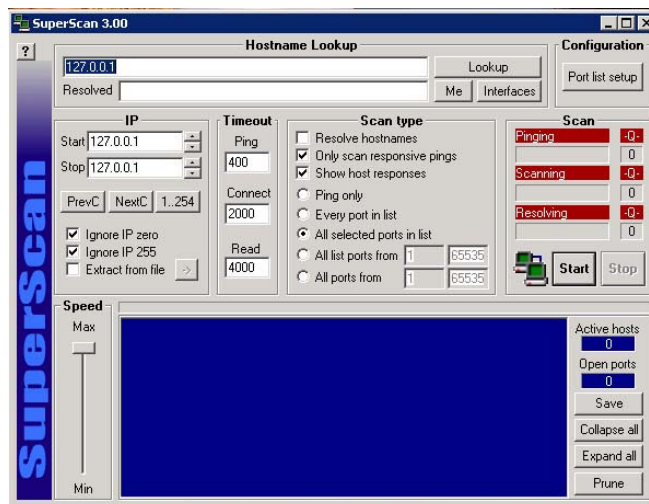 SuperScan 3.00
?
SuperScan
Hostname Lookup
127.0.0.1
Lookup
Resolved
Me
Interfaces
Configuration
Port list setup
IP
Start 127.0.0.1
Stop 127.0.0.1
PrevC
NextC
1..254
Ignore IP zero
Ignore IP 255
Extract from file
->
Timeout
Ping
400
Connect
2000
Read
4000
Scan type
Resolve hostnames
Only scan responsive pings
Show host responses
Ping only
Every port in list
All selected ports in list
All list ports from 1 65535
All ports from 1 65535
Scan
Pinging -Q-
0
Scanning -Q-
0
Resolving -Q-
0
Start
Stop
Speed
Max
Min
Active hosts
0
Open ports
0
Save
Collapse all
Expand all
Prune